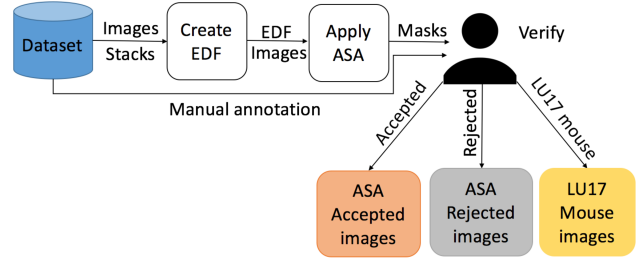 Dataset
Images
Stacks
Create
EDF
EDF
Images
Apply
ASA
Masks
Verify
Manual annotation
Accepted
Rejected
LU17 mouse
ASA
Accepted
images
ASA
Rejected
images
LU17
Mouse
images